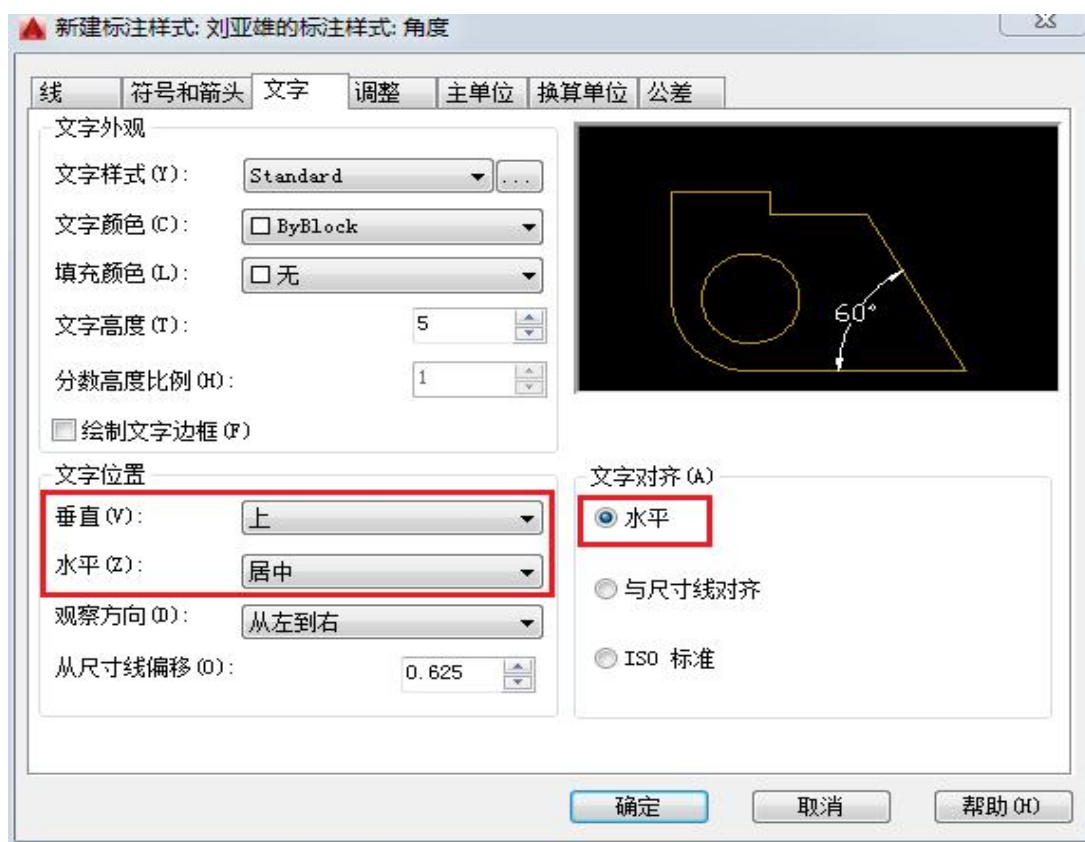 新建标注样式: 刘亚雄的标注样式: 角度
线 符号和箭头 文字 调整 主单位 换算单位 公差
文字外观
文字样式(Y): Standard ...
文字颜色(C): ByBlock
填充颜色(L): 无
文字高度(T): 5
分数高度比例(H): 1
绘制文字边框(F)
60°
文字位置
垂直(V): 上
水平(Z): 居中
观察方向(D): 从左到右
从尺寸线偏移(O): 0.625
文字对齐(A)
水平
与尺寸线对齐
ISO 标准
确定 取消 帮助(H)